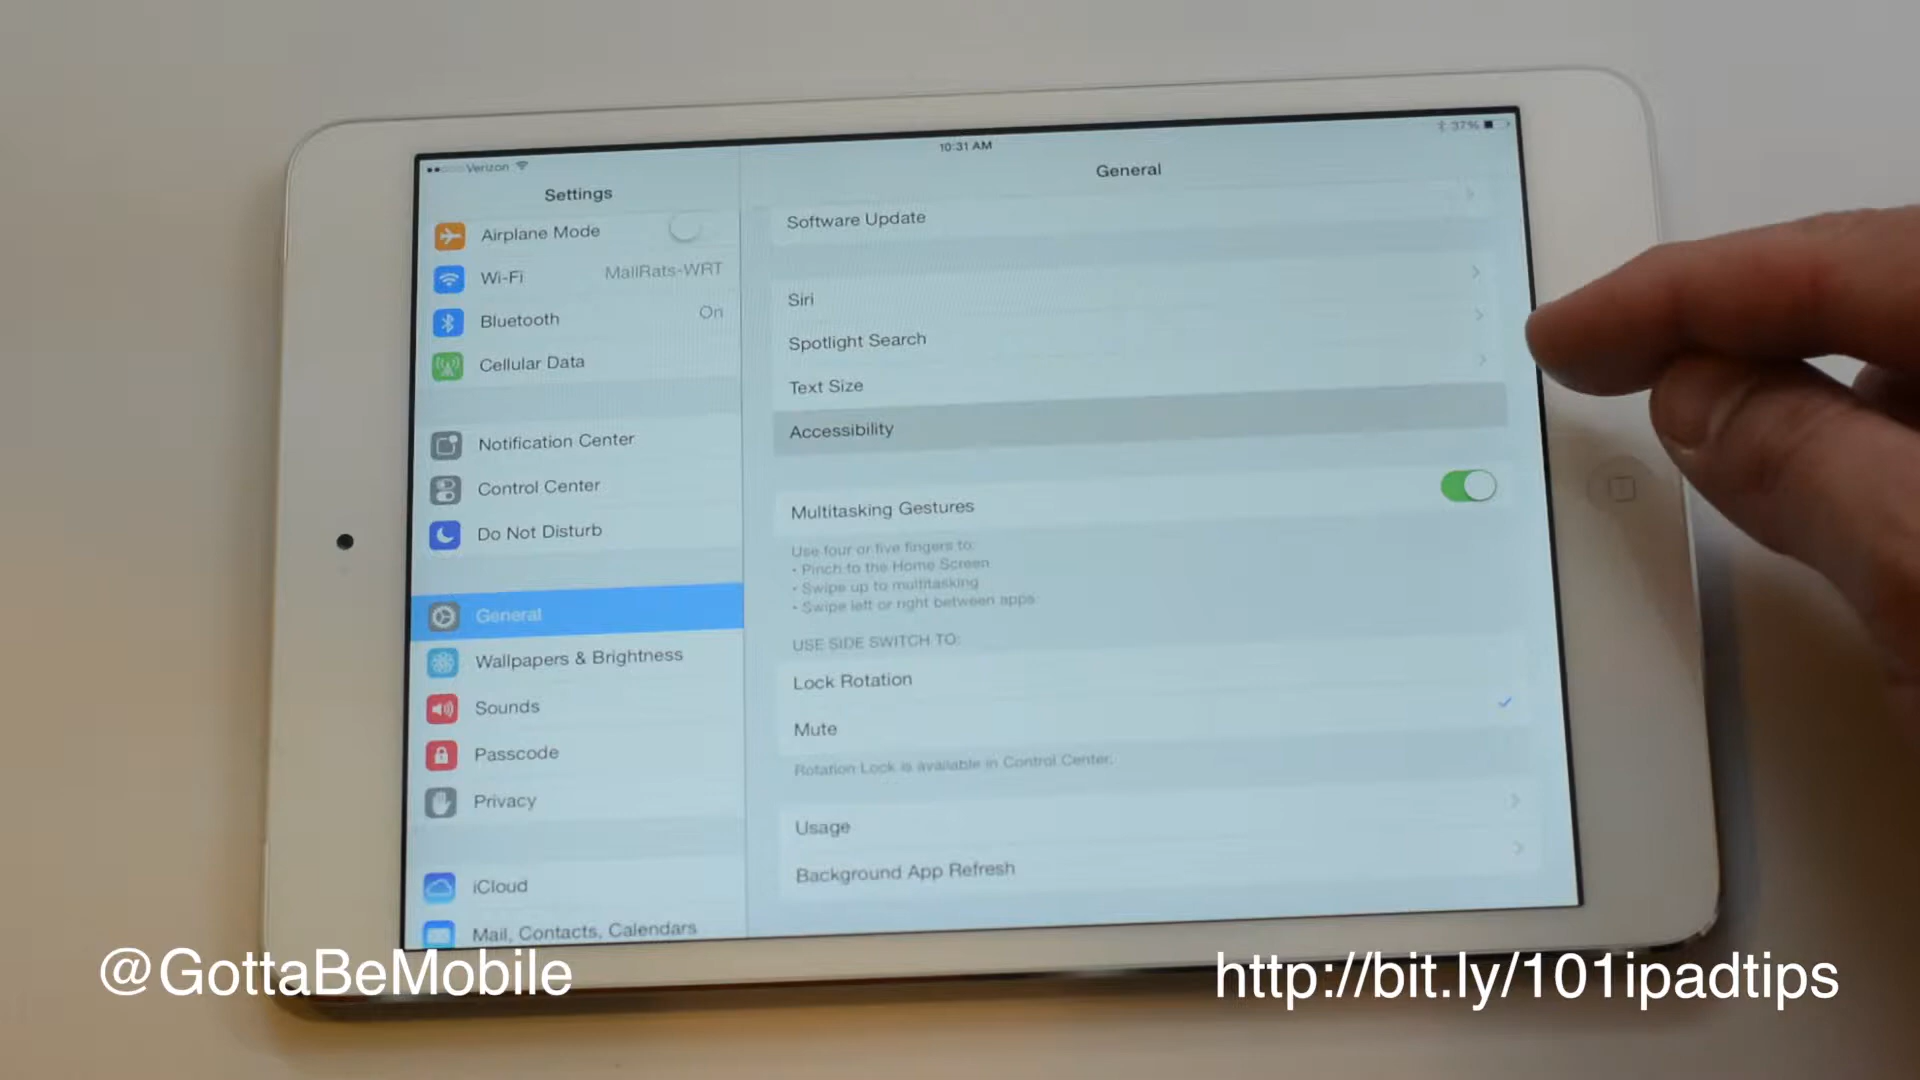 Verizon
10:31 AM
37%
Settings
General
Airplane Mode
Wi-Fi
MallRats-WRT
Bluetooth
On
Cellular Data
Notification Center
Control Center
Do Not Disturb
General
Wallpapers & Brightness
Sounds
Passcode
Privacy
iCloud
Mail, Contacts, Calendars
Software Update
Siri
Spotlight Search
Text Size
Accessibility
Multitasking Gestures
Use four or five fingers to:
• Pinch to the Home Screen
• Swipe up to multitasking
• Swipe left or right between apps
USE SIDE SWITCH TO:
Lock Rotation
Mute
Rotation Lock is available in Control Center.
Usage
Background App Refresh
@GottaBeMobile
http://bit.ly/101ipadtips